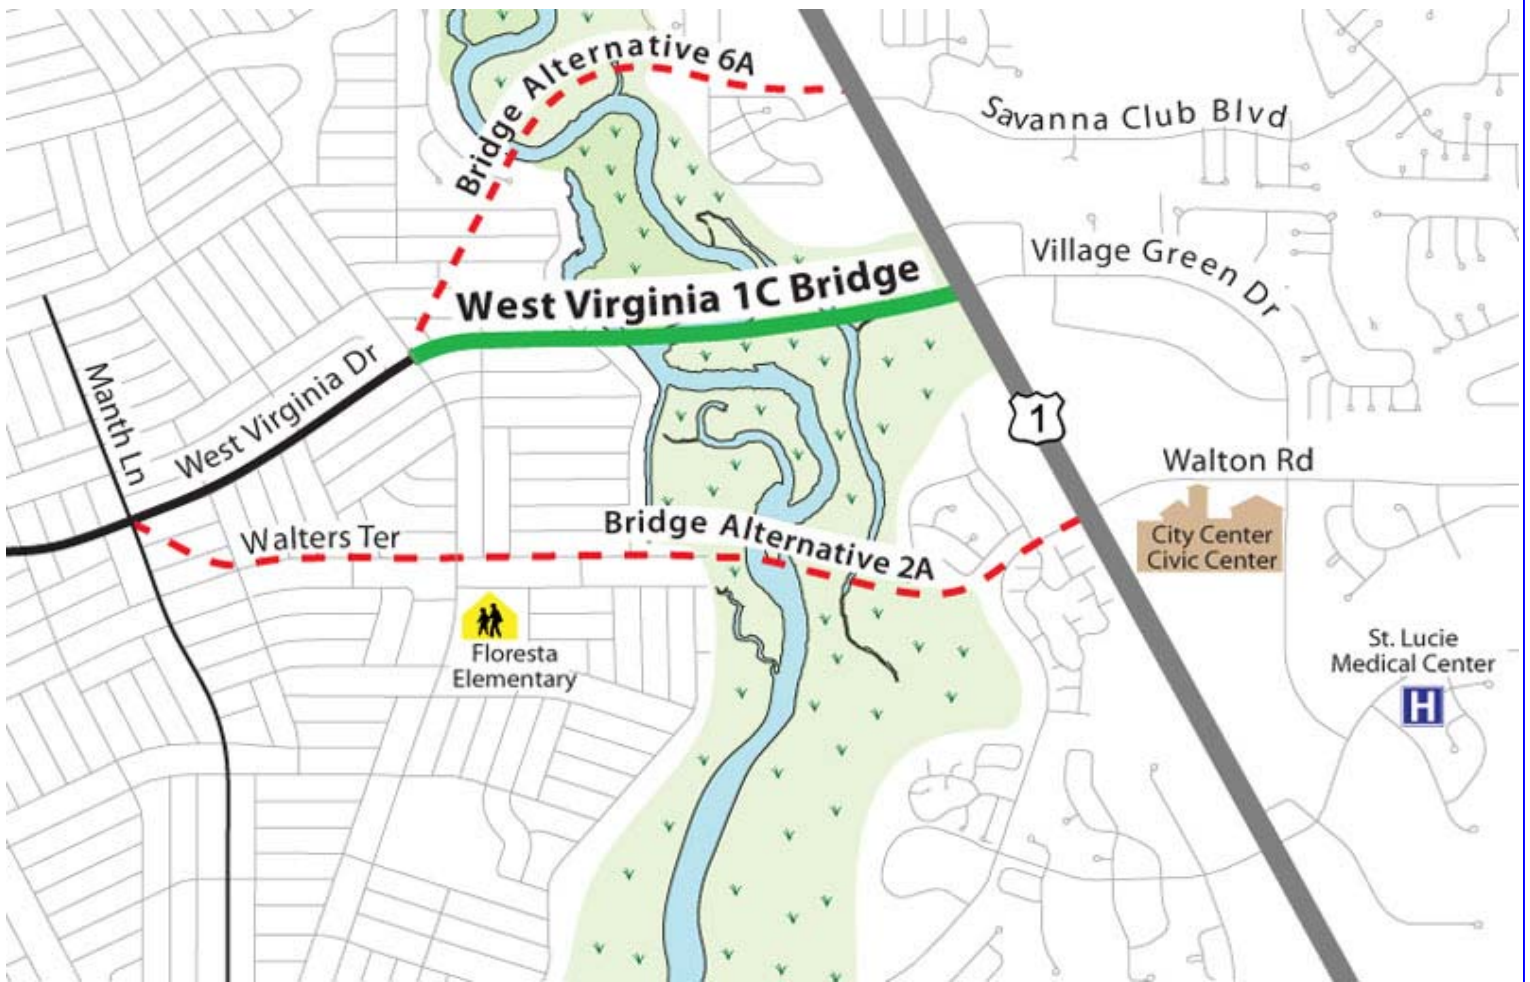 Bridge Alternative 6A
Savanna Club Blvd
Village Green Dr
West Virginia 1C Bridge
West Virginia Dr
Manth Ln
1
Walton Rd
City Center
Civic Center
Bridge Alternative 2A
Walters Ter
Floresta
Elementary
St. Lucie
Medical Center
H